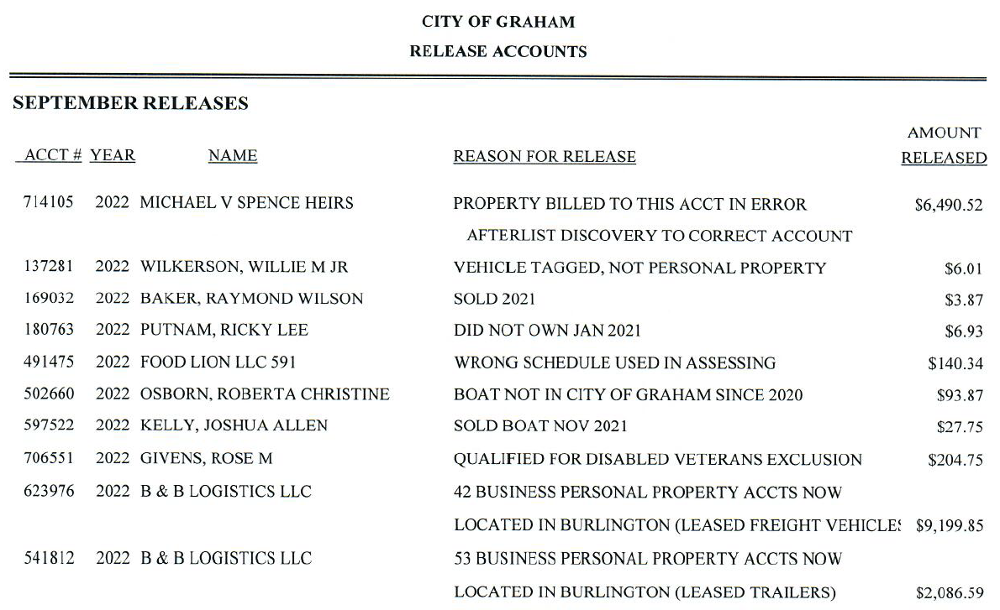 CITY OF GRAHAM
RELEASE ACCOUNTS
SEPTEMBER RELEASES
AMOUNT
ACCT # YEAR NAME REASON FOR RELEASE RELEASED
714105 2022 MICHAEL V SPENCE HEIRS PROPERTY BILLED TO THIS ACCT IN ERROR $6,490.52
AFTERLIST DISCOVERY TO CORRECT ACCOUNT
137281 2022 WILKERSON, WILLIE M JR VEHICLE TAGGED, NOT PERSONAL PROPERTY $6.01
169032 2022 BAKER, RAYMOND WILSON SOLD 2021 $3.87
180763 2022 PUTNAM, RICKY LEE DID NOT OWN JAN 2021 $6.93
491475 2022 FOOD LION LLC 591 WRONG SCHEDULE USED IN ASSESSING $140.34
502660 2022 OSBORN, ROBERTA CHRISTINE BOAT NOT IN CITY OF GRAHAM SINCE 2020 $93.87
597522 2022 KELLY, JOSHUA ALLEN SOLD BOAT NOV 2021 $27.75
706551 2022 GIVENS, ROSE M QUALIFIED FOR DISABLED VETERANS EXCLUSION $204.75
623976 2022 B & B LOGISTICS LLC 42 BUSINESS PERSONAL PROPERTY ACCTS NOW
LOCATED IN BURLINGTON (LEASED FREIGHT VEHICLES $9,199.85
541812 2022 B & B LOGISTICS LLC 53 BUSINESS PERSONAL PROPERTY ACCTS NOW
LOCATED IN BURLINGTON (LEASED TRAILERS) $2,086.59